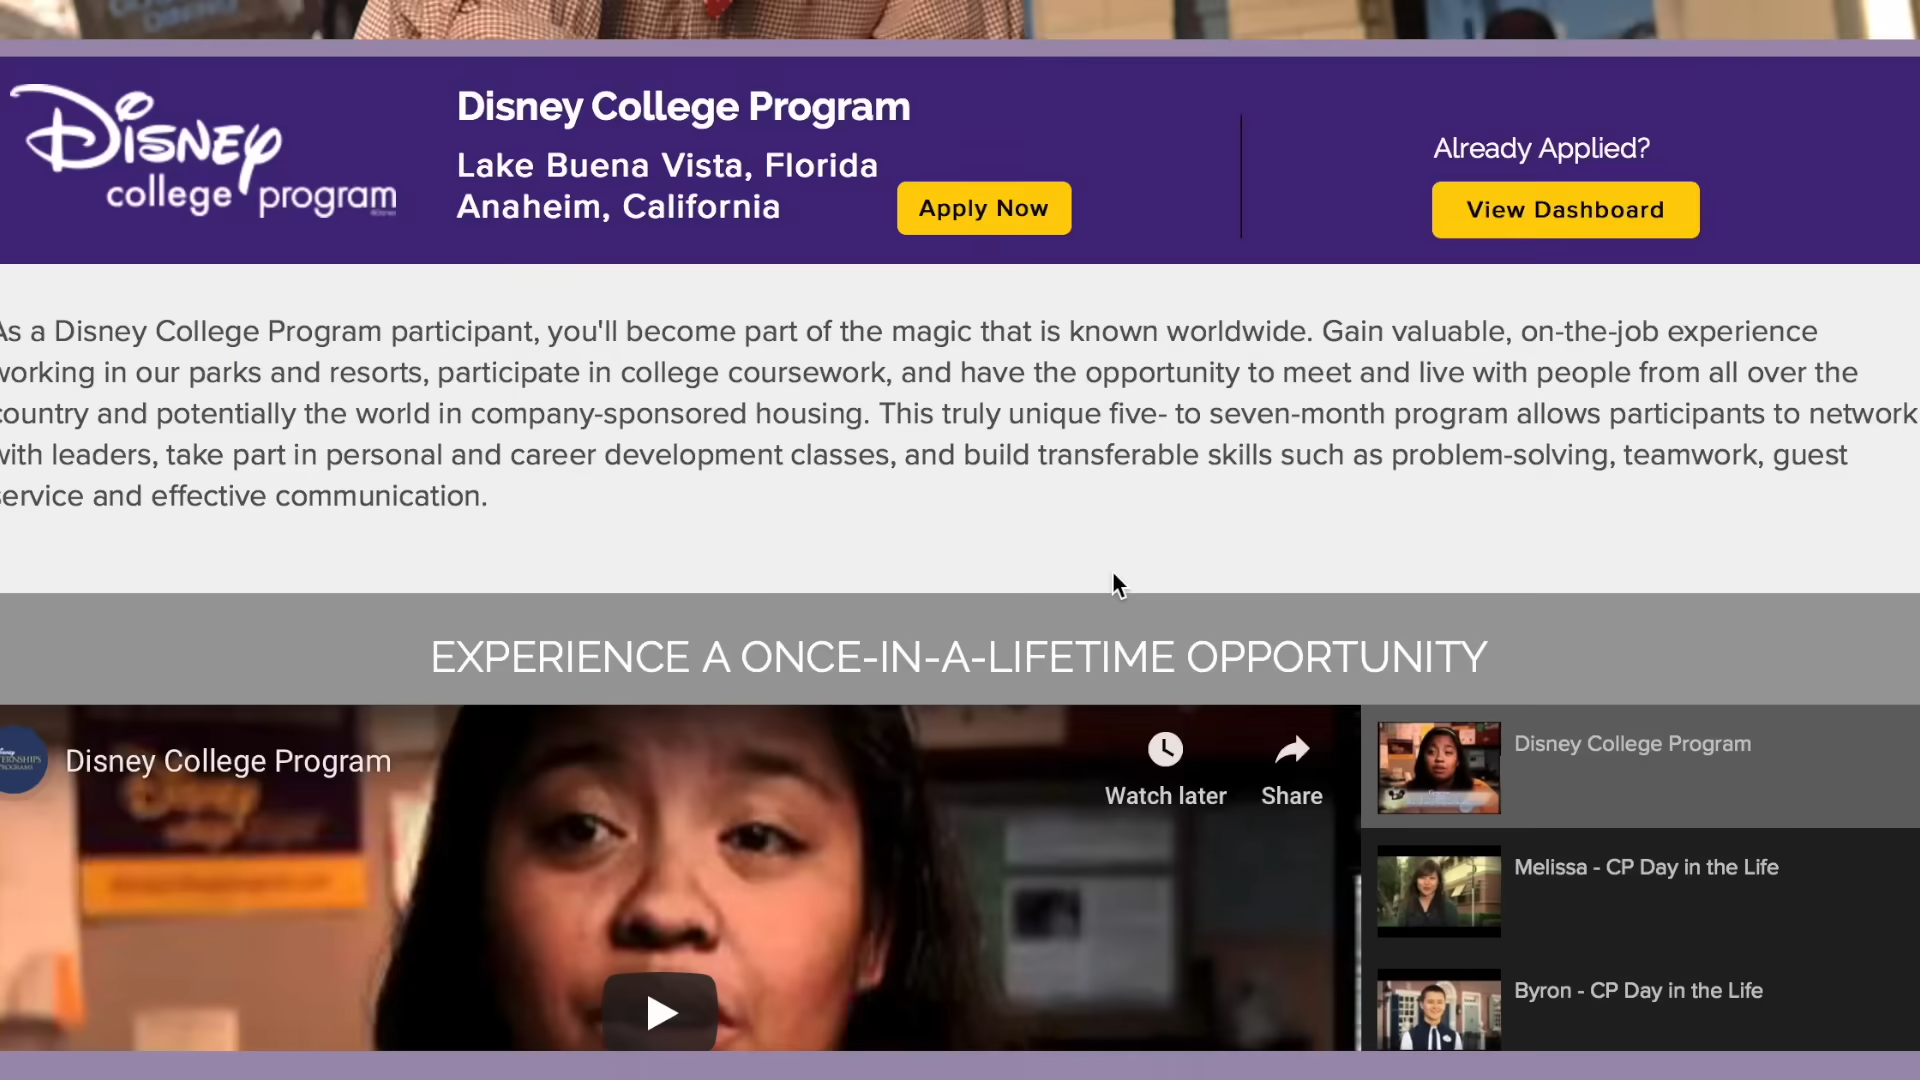 Disney
college program
Disney College Program
Lake Buena Vista, Florida
Anaheim, California
Apply Now
Already Applied?
View Dashboard
As a Disney College Program participant, you'll become part of the magic that is known worldwide. Gain valuable, on-the-job experience
working in our parks and resorts, participate in college coursework, and have the opportunity to meet and live with people from all over the
country and potentially the world in company-sponsored housing. This truly unique five- to seven-month program allows participants to network
with leaders, take part in personal and career development classes, and build transferable skills such as problem-solving, teamwork, guest
service and effective communication.
EXPERIENCE A ONCE-IN-A-LIFETIME OPPORTUNITY
Disney College Program
Watch later
Share
Disney College Program
Melissa - CP Day in the Life
Byron - CP Day in the Life